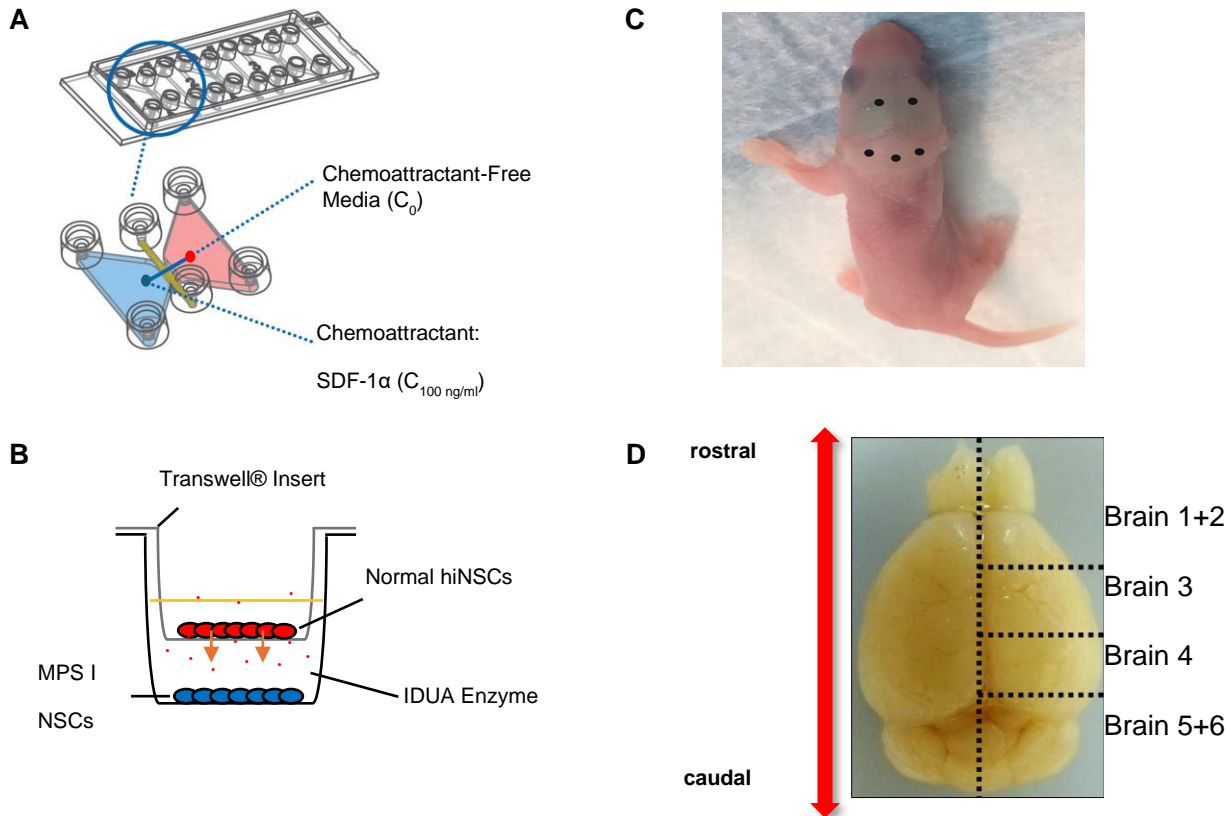 A
Chemoattractant-Free
Media (C0)
Chemoattractant:
SDF-1α (C100 ng/ml)
B
Transwell® Insert
Normal hiNSCs
MPS I
NSCs
IDUA Enzyme
C
D
rostral
Brain 1+2
Brain 3
Brain 4
Brain 5+6
caudal